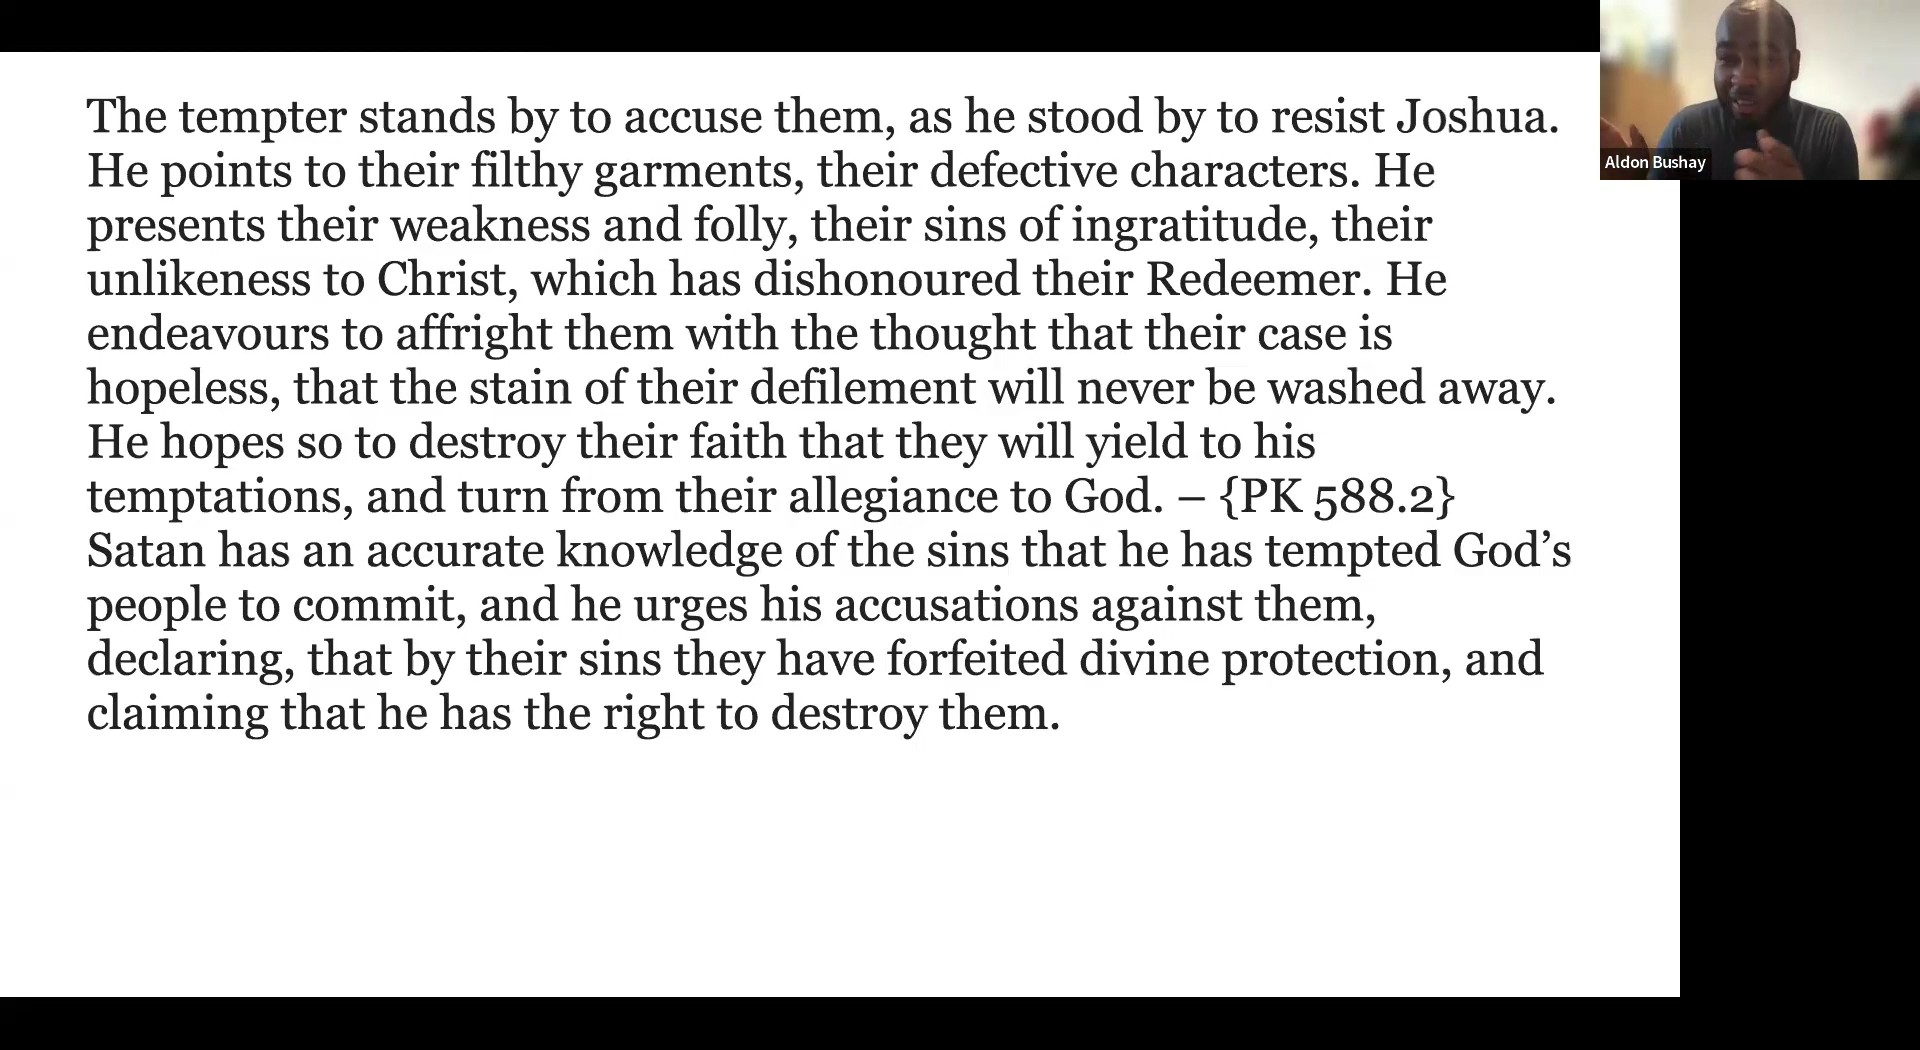 The tempter stands by to accuse them, as he stood by to resist Joshua.
He points to their filthy garments, their defective characters. He
presents their weakness and folly, their sins of ingratitude, their
unlikeness to Christ, which has dishonoured their Redeemer. He
endeavours to affright them with the thought that their case is
hopeless, that the stain of their defilement will never be washed away.
He hopes so to destroy their faith that they will yield to his
temptations, and turn from their allegiance to God. – {PK 588.2}
Satan has an accurate knowledge of the sins that he has tempted God’s
people to commit, and he urges his accusations against them,
declaring, that by their sins they have forfeited divine protection, and
claiming that he has the right to destroy them.
Aldon Bushay